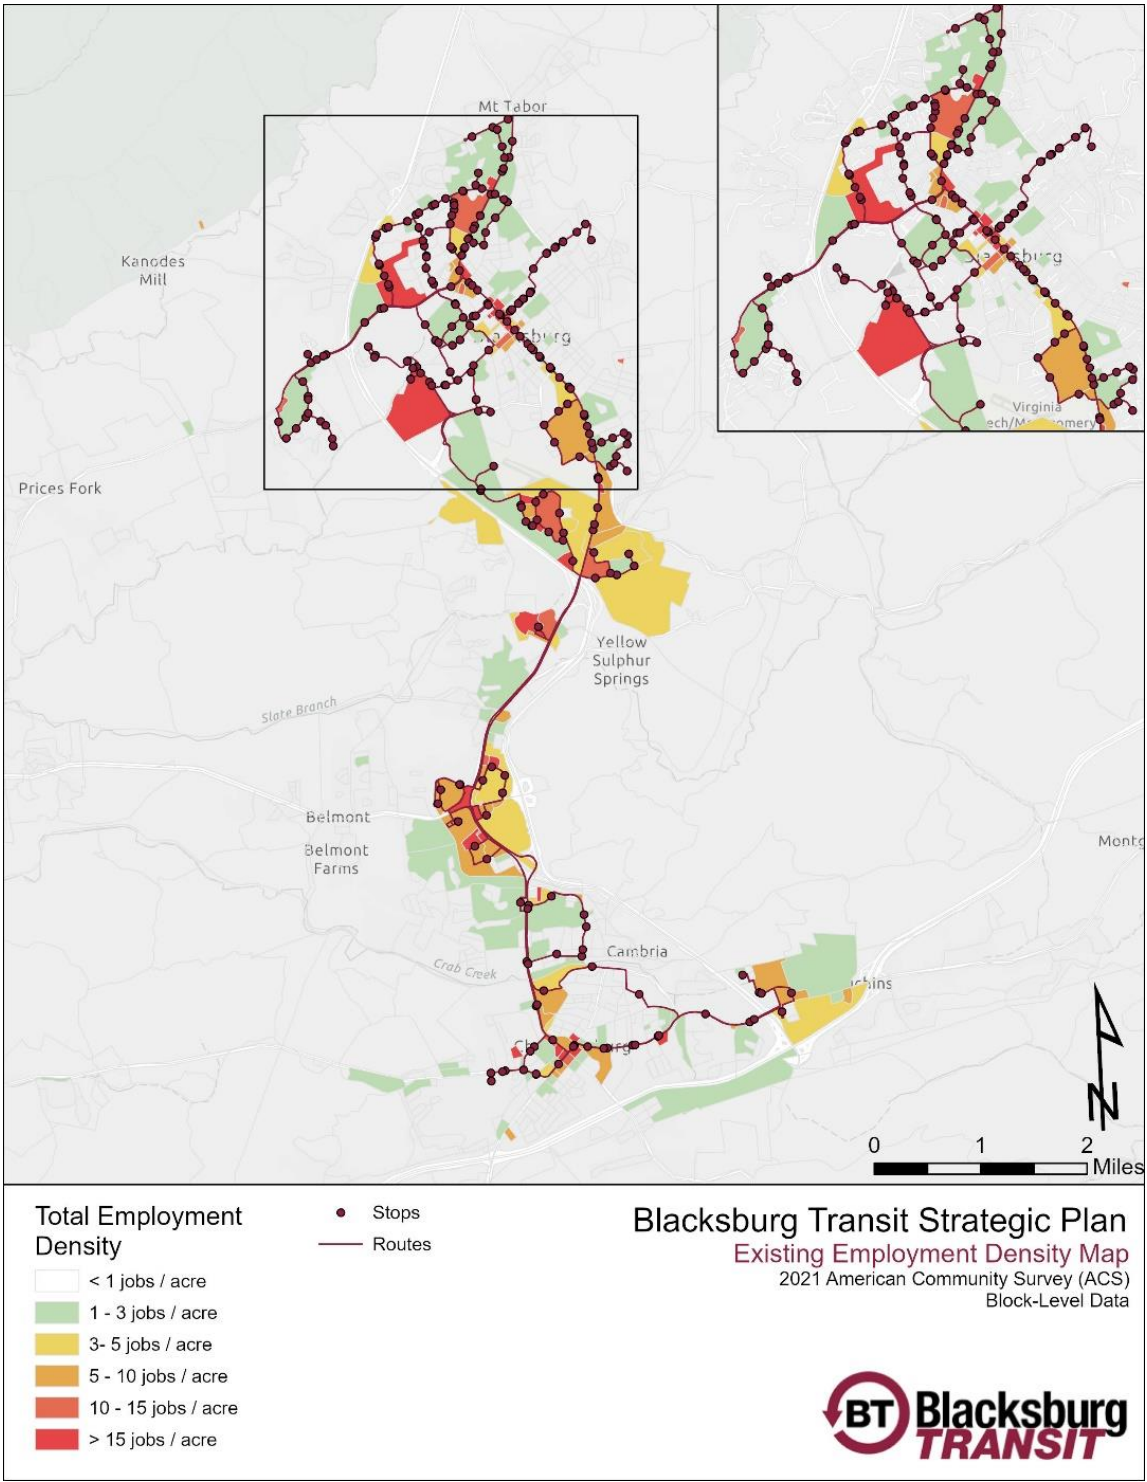 Mt Tabor
Kanodes
Mill
Prices Fork
Virginia
Yellow
Sulphur
Springs
Slate Branch
Belmont
Belmont
Farms
Cambria
Crab Creek
N
0 1 2
Miles
Total Employment
Density
< 1 jobs / acre
1 - 3 jobs / acre
3- 5 jobs / acre
5 - 10 jobs / acre
10 - 15 jobs / acre
> 15 jobs / acre
Stops
Routes
Blacksburg Transit Strategic Plan
Existing Employment Density Map
2021 American Community Survey (ACS)
Block-Level Data
BT Blacksburg
TRANSIT